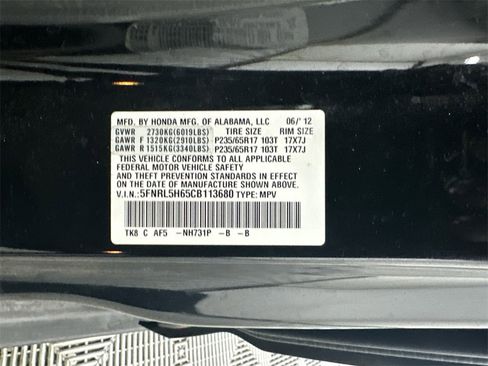 MFD. BY HONDA MFG. OF ALABAMA, LLC 06/'12
GVWR 2730KG(6019LBS) TIRE SIZE RIM SIZE
GAWR F 1320KG(2910LBS) P235/65R17 103T 17X7J
GAWR R 1515KG(3340LBS) P235/65R17 103T 17X7J
THIS VEHICLE CONFORMS TO ALL APPLICABLE
FEDERAL MOTOR VEHICLE SAFETY
AND THEFT PREVENTION STANDARDS IN EFFECT ON
THE DATE OF MANUFACTURE SHOWN ABOVE.
V.I.N.: 5FNRL5H65CB113680 TYPE: MPV
TK8 C AF5 -NH731P -B -B